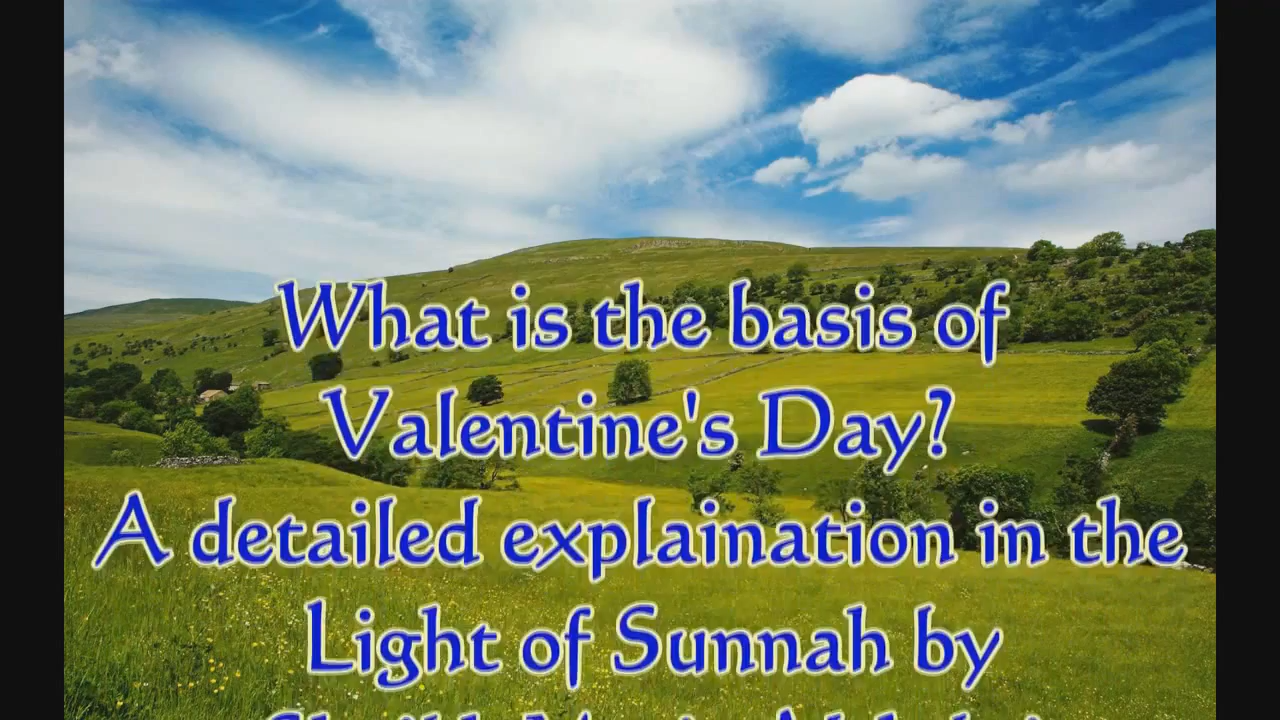 What is the basis of
Valentine's Day?
A detailed explaination in the
Light of Sunnah by